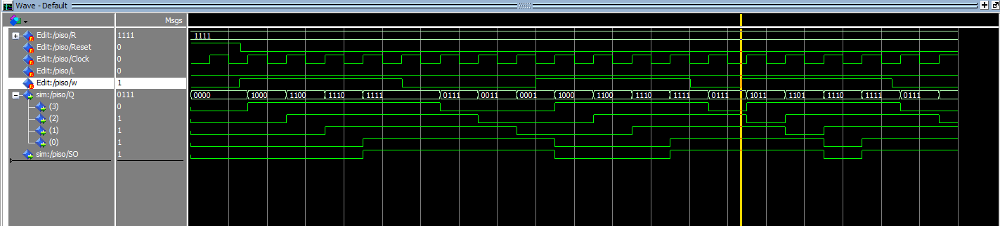 Wave - Default
Msgs
Edit:/piso/R 1111 1111
Edit:/piso/Reset 0
Edit:/piso/Clock 0
Edit:/piso/L 0
Edit:/piso/w 1
sim:/piso/Q 0111 0000 1000 1100 1110 1111 0111 0011 0001 1000 1100 1110 1111 0111 1011 1101 1110 1111 0111
(3) 0
(2) 1
(1) 1
(0) 1
sim:/piso/SO 1